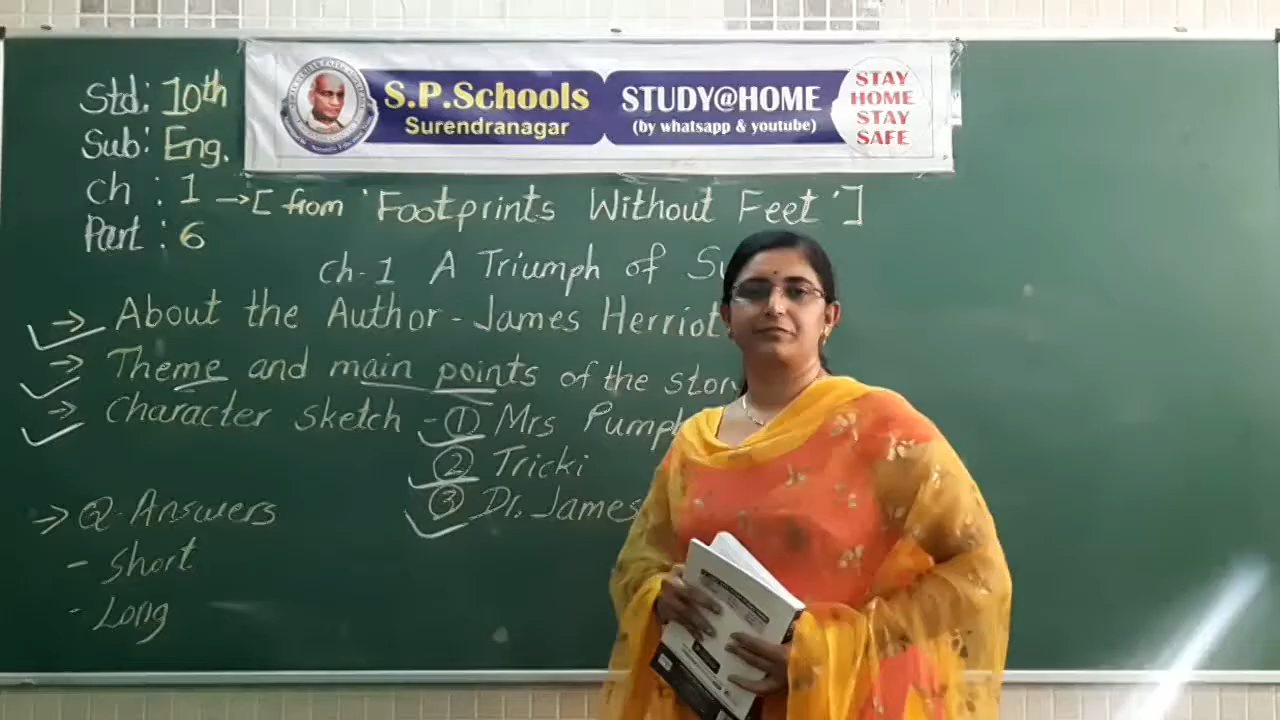 Std: 10th
Sub: Eng.
ch : 1 → [ from 'Footprints Without Feet' ]
Part : 6
S.P.Schools
Surendranagar
STUDY@HOME
(by whatsapp & youtube)
STAY
HOME
STAY
SAFE
ch-1 A Triumph of Su
→ About the Author - James Herriot
→ Theme and main points of the story
→ Character sketch - ① Mrs Pumph
② Tricki
③ Dr. James
→ Q. Answers
- Short
- Long